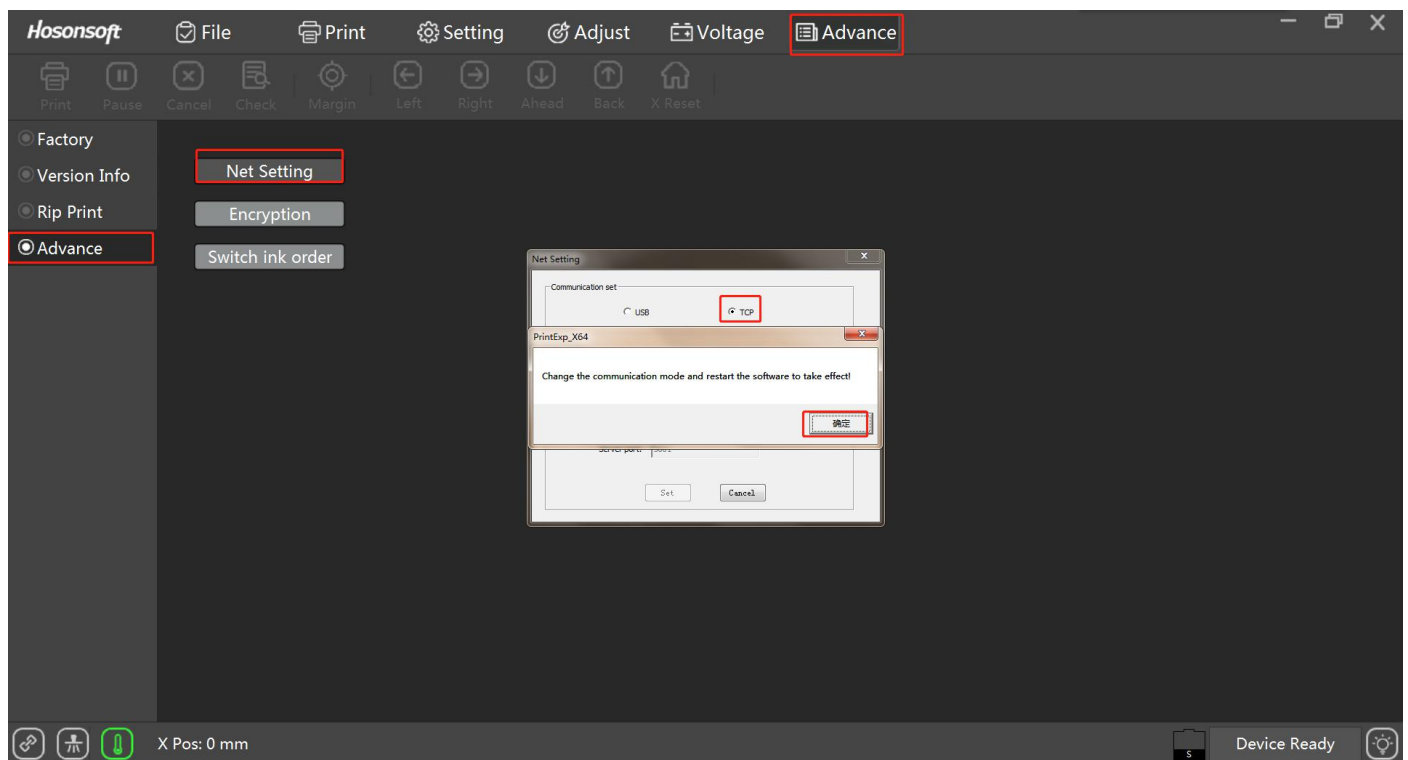 Hosonsoft File Print Setting Adjust Voltage Advance
Print Pause Cancel Check Margin Left Right Ahead Back X Reset
Factory
Version Info
Rip Print
Advance
Net Setting
Encryption
Switch ink order
Net Setting
Communication set
USB TCP
PrintExp_X64
Change the communication mode and restart the software to take effect!
确定
Set Cancel
X Pos: 0 mm
S
Device Ready